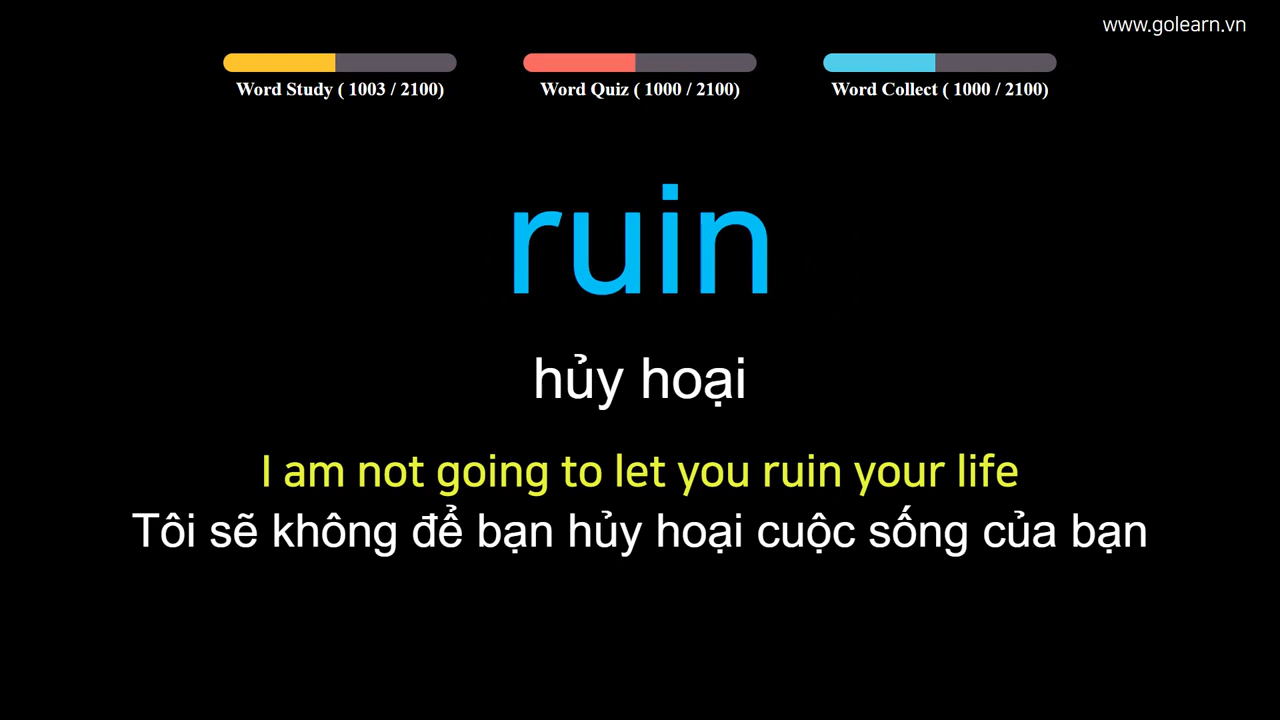 www.golearn.vn
Word Study ( 1003 / 2100) Word Quiz ( 1000 / 2100) Word Collect ( 1000 / 2100)
ruin
hủy hoại
I am not going to let you ruin your life
Tôi sẽ không để bạn hủy hoại cuộc sống của bạn